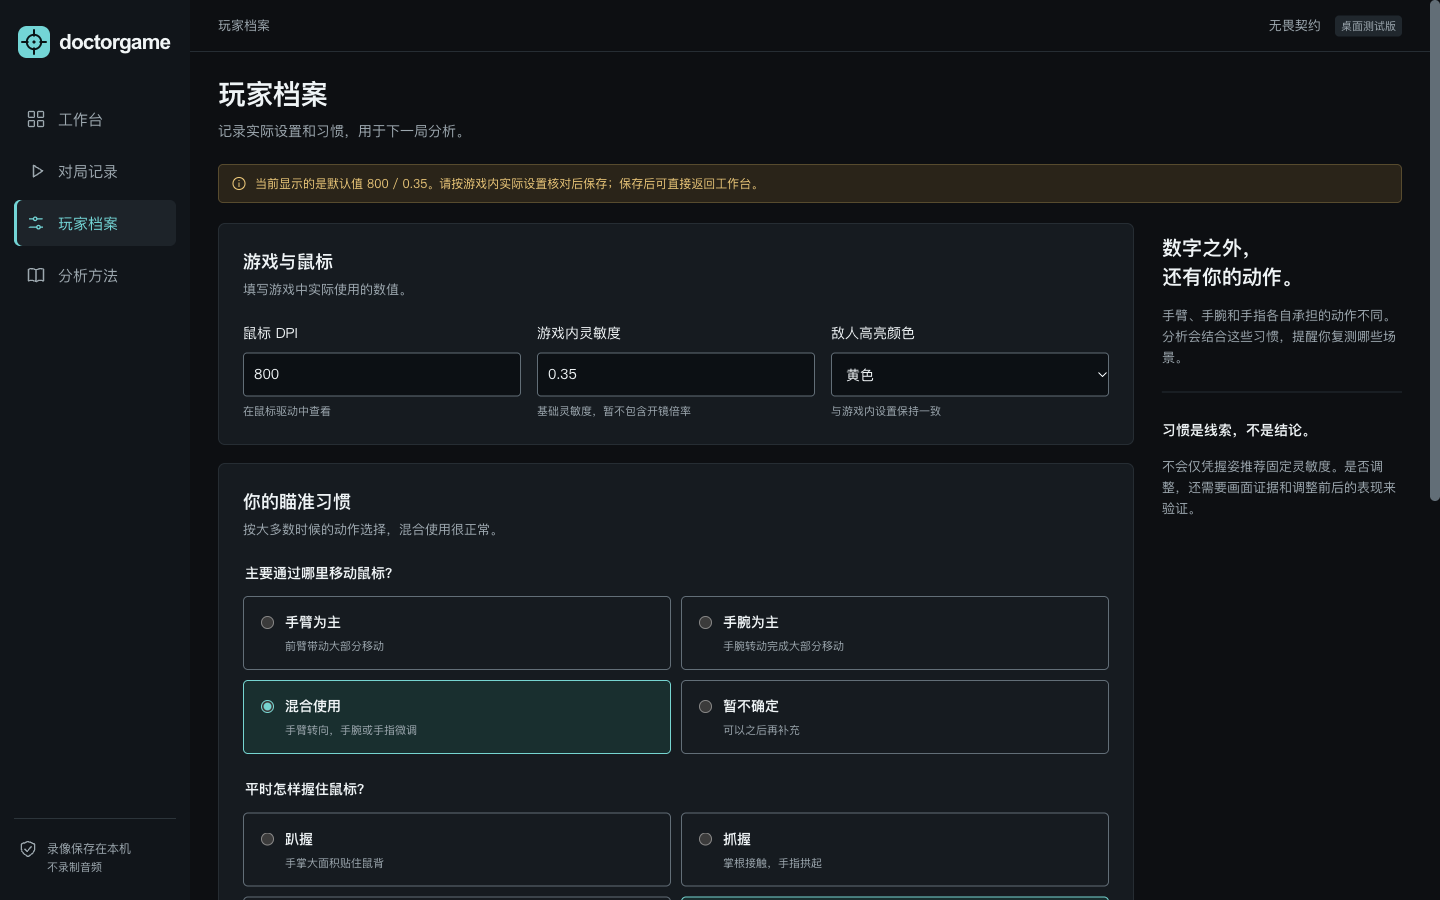 doctorgame
工作台
对局记录
玩家档案
分析方法
录像保存在本机
不录制音频
玩家档案
无畏契约
桌面测试版
玩家档案
记录实际设置和习惯，用于下一局分析。
当前显示的是默认值 800 / 0.35。请按游戏内实际设置核对后保存；保存后可直接返回工作台。
游戏与鼠标
填写游戏中实际使用的数值。
鼠标 DPI
800
在鼠标驱动中查看
游戏内灵敏度
0.35
基础灵敏度，暂不包含开镜倍率
敌人高亮颜色
黄色
与游戏内设置保持一致
你的瞄准习惯
按大多数时候的动作选择，混合使用很正常。
主要通过哪里移动鼠标？
手臂为主
前臂带动大部分移动
手腕为主
手腕转动完成大部分移动
混合使用
手臂转向，手腕或手指微调
暂不确定
可以之后再补充
平时怎样握住鼠标？
趴握
手掌大面积贴住鼠背
抓握
掌根接触，手指拱起
数字之外，
还有你的动作。
手臂、手腕和手指各自承担的动作不同。
分析会结合这些习惯，提醒你复测哪些场
景。
习惯是线索，不是结论。
不会仅凭握姿推荐固定灵敏度。是否调
整，还需要画面证据和调整前后的表现来
验证。